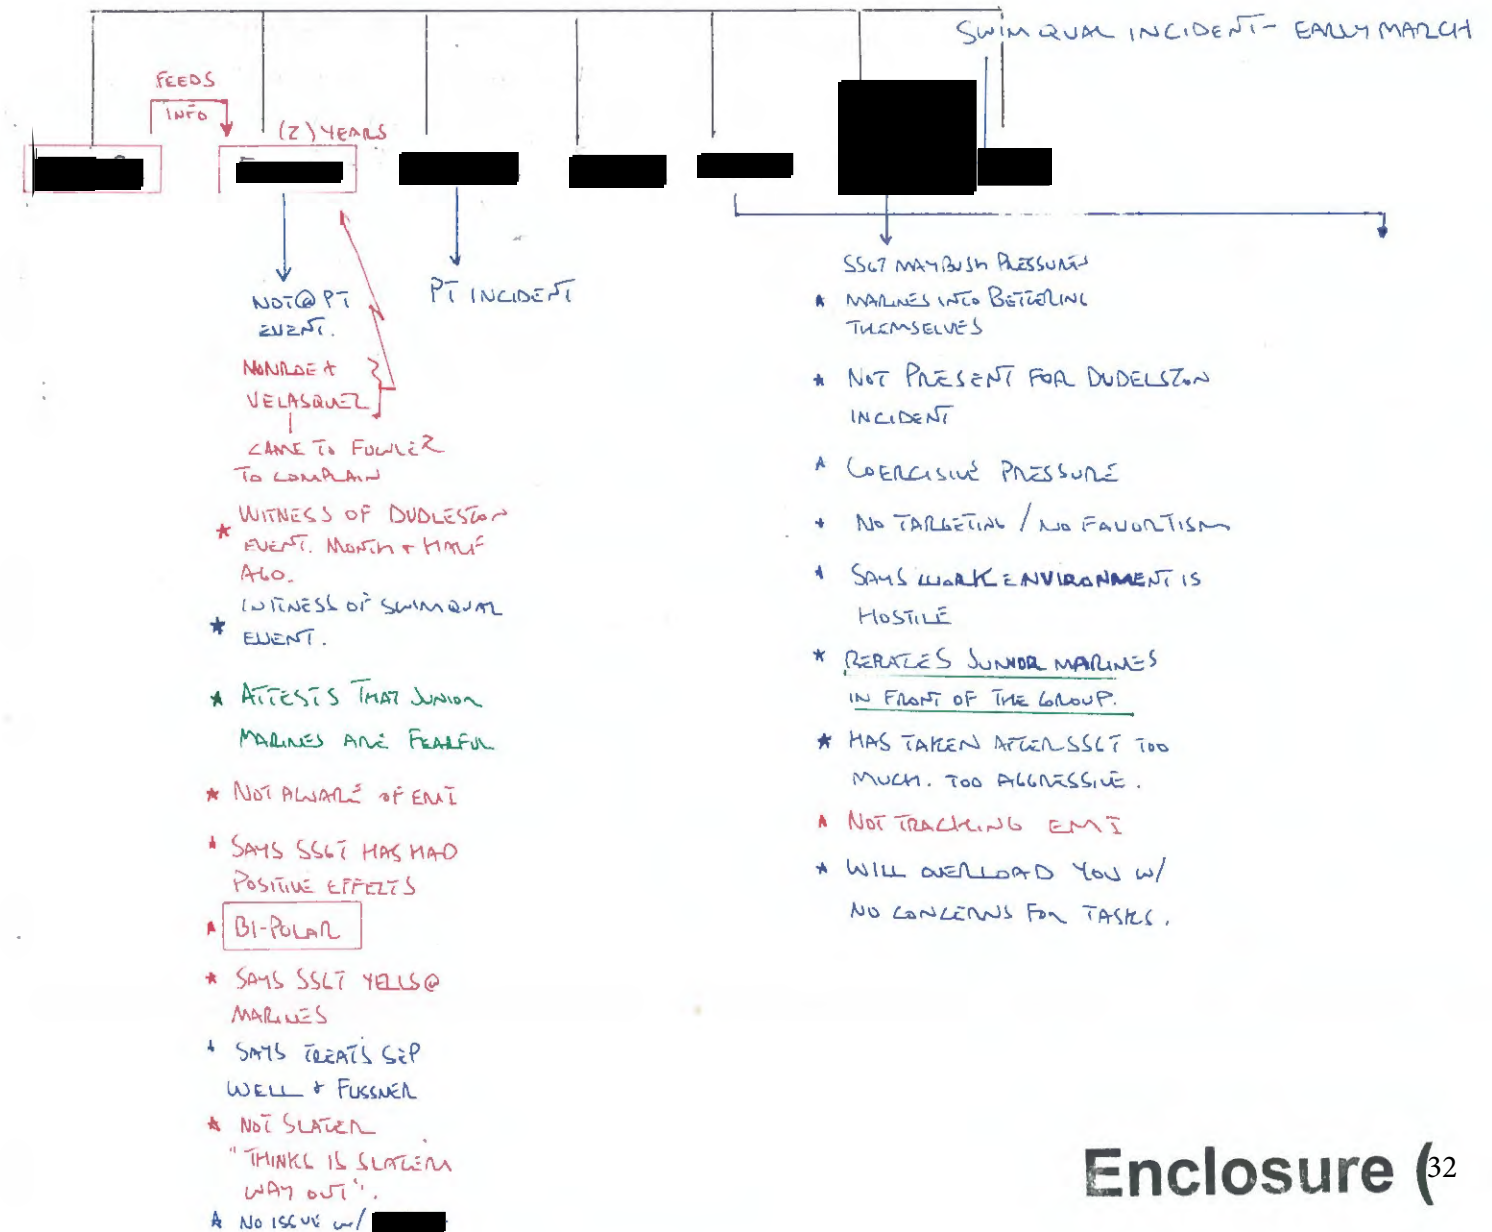 SWIM QUAL INCIDENT - EARLY MARCH
FEEDS
INFO
(2) YEARS
NOT @ PT
EVENT.
PT INCIDENT
MONROE +
VELASQUEZ
CAME TO FOWLER
TO COMPLAIN
★ WITNESS OF DUDLESTON
EVENT. MONTH + HALF
AGO.
WITNESS OF SWIM QUAL
★ EVENT.
★ ATTESTS THAT JUNIOR
MARINES ARE FEARFUL
★ NOT AWARE OF EMI
★ SAYS SSGT HAS HAD
POSITIVE EFFECTS
★ BI-POLAR
★ SAYS SSGT YELLS @
MARINES
★ SAYS TREATS SEP
WELL + FUSSNER
★ NOT SLATER
"THINKS IS SLATER
WAY OUT".
★ NO ISSUE W/
SSGT MAYBUSH PRESSURES
★ MARINES INTO BETTERING
THEMSELVES
★ NOT PRESENT FOR DUDELSTON
INCIDENT
★ COERCISIVE PRESSURE
★ NO TARGETING / NO FAVORTISM
★ SAYS WORK ENVIRONMENT IS
HOSTILE
★ BERATES JUNIOR MARINES
IN FRONT OF THE GROUP.
★ HAS TAKEN AFTER SSGT TOO
MUCH. TOO AGGRESSIVE.
★ NOT TRACKING EMI
★ WILL OVERLOAD YOU W/
NO CONCERNS FOR TASKS.
Enclosure (32